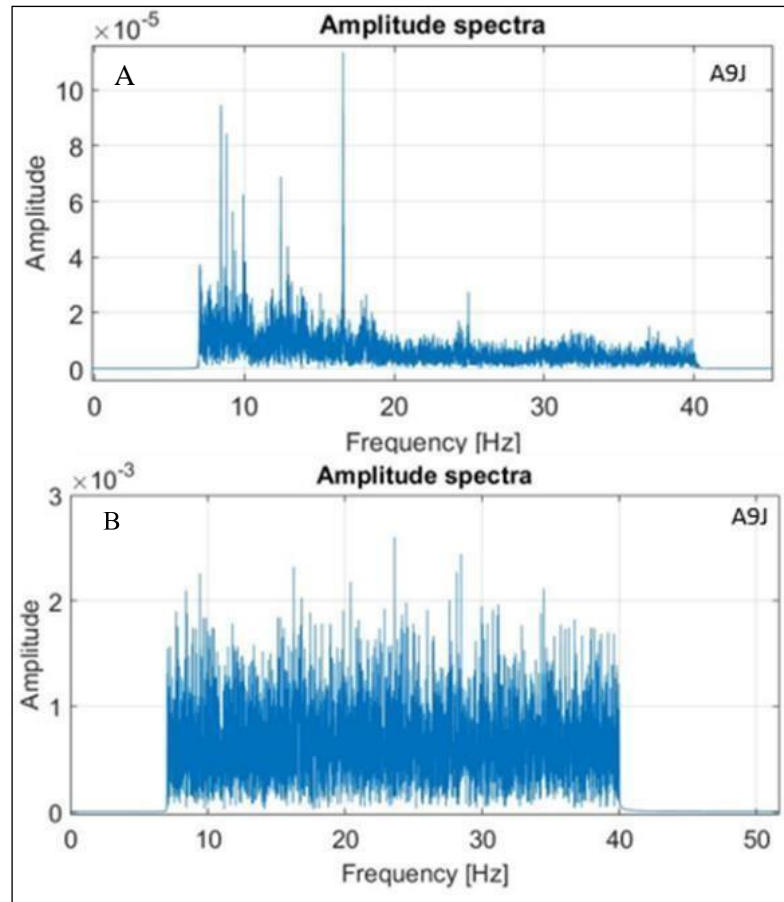 ×10⁻⁵ Amplitude spectra
A A9J
10
8
6
4
2
0
Amplitude
0 10 20 30 40
Frequency [Hz]
×10⁻³ Amplitude spectra
B A9J
3
2
1
0
Amplitude
0 10 20 30 40 50
Frequency [Hz]